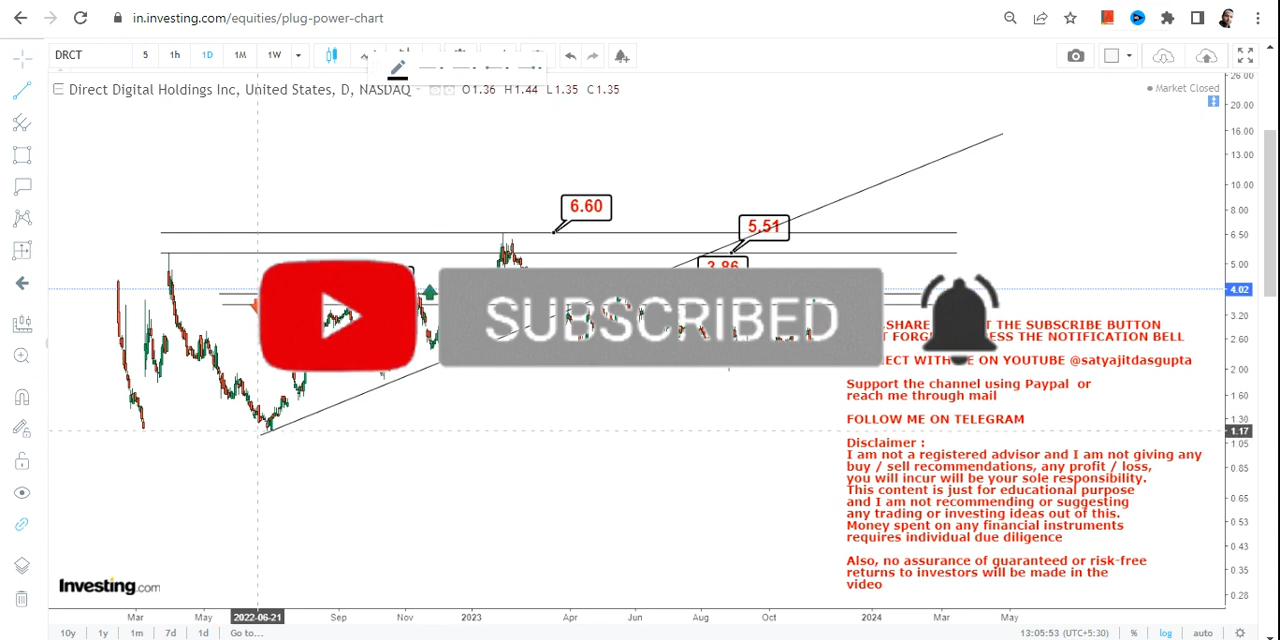 in.investing.com/equities/plug-power-chart
DRCT 5 1h 1D 1M 1W
Direct Digital Holdings Inc, United States, D, NASDAQ O1.36 H1.44 L1.35 C1.35
Market Closed
26.00
20.00
16.00
13.00
10.00
8.00
6.50
5.00
4.02
3.20
2.60
2.00
1.60
1.30
1.17
1.05
0.85
0.65
0.53
0.43
0.35
0.28
6.60
5.51
3.86
SUBSCRIBED
SHARE THE SUBSCRIBE BUTTON
THE NOTIFICATION BELL
WITH ME ON YOUTUBE @satyajitdasgupta
Support the channel using Paypal or
reach me through mail
FOLLOW ME ON TELEGRAM
Disclaimer :
I am not a registered advisor and I am not giving any
buy / sell recommendations, any profit / loss,
you will incur will be your sole responsibility.
This content is just for educational purpose
and I am not recommending or suggesting
any trading or investing ideas out of this.
Money spent on any financial instruments
requires individual due diligence
Also, no assurance of guaranteed or risk-free
returns to investors will be made in the
video
Investing.com
Mar May 2022-06-21 Sep Nov 2023 Apr Jun Aug Oct 2024 Mar May
10y 1y 1m 7d 1d Go to... 13:05:53 (UTC+5:30) % log auto